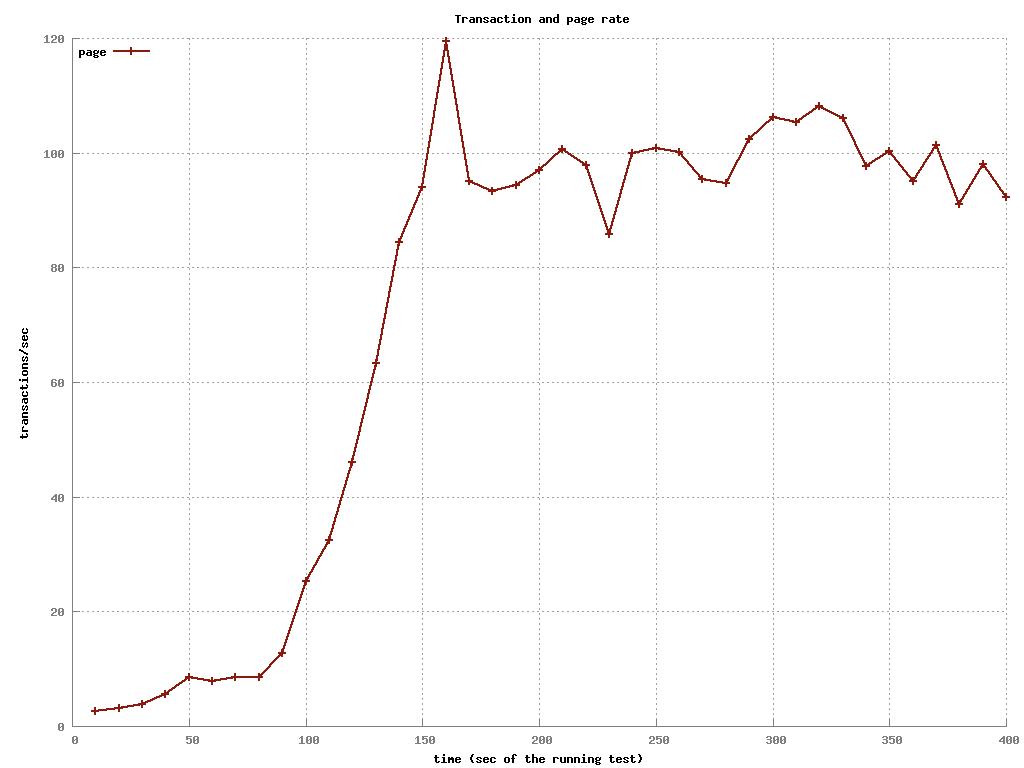 Transaction and page rate
page
120
100
80
60
40
20
0
transactions/sec
0 50 100 150 200 250 300 350 400
time (sec of the running test)